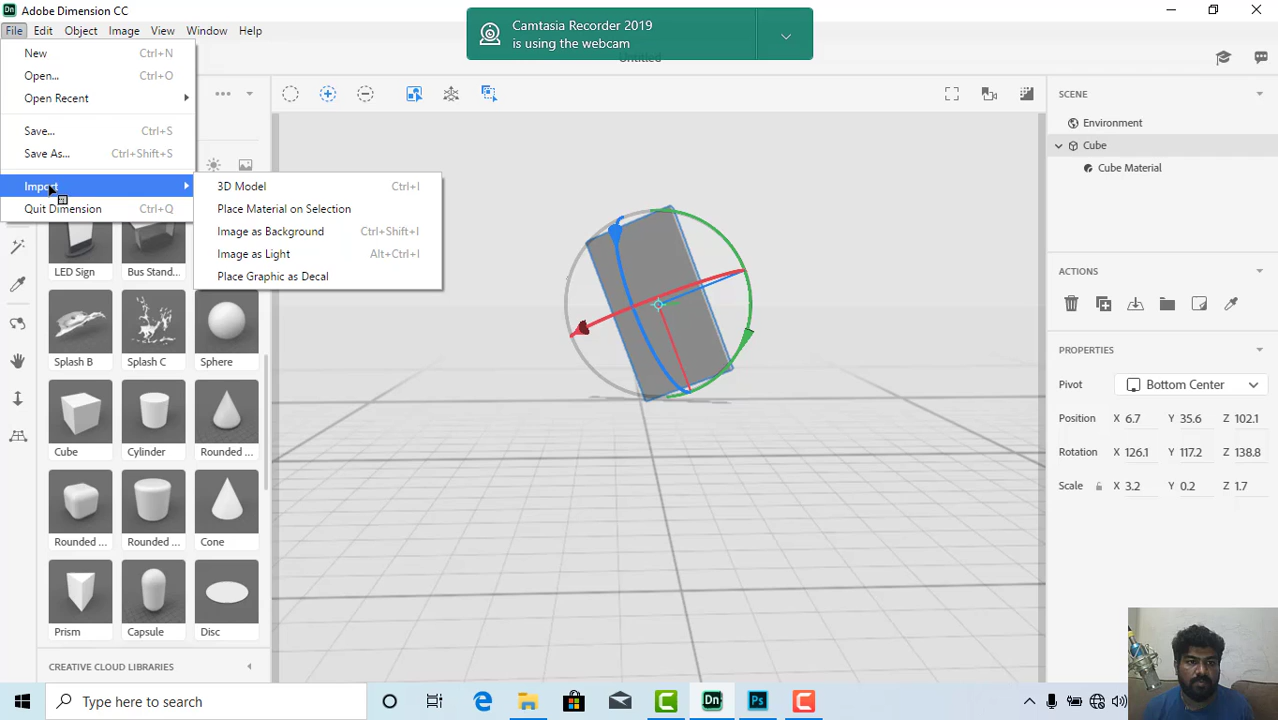 Dn Adobe Dimension CC
Camtasia Recorder 2019
is using the webcam
File Edit Object Image View Window Help
Untitled
New Ctrl+N
Open... Ctrl+O
Open Recent
Save... Ctrl+S
Save As... Ctrl+Shift+S
Import
Quit Dimension Ctrl+Q
3D Model Ctrl+I
Place Material on Selection
Image as Background Ctrl+Shift+I
Image as Light Alt+Ctrl+I
Place Graphic as Decal
LED Sign Bus Stand...
Splash B Splash C Sphere
Cube Cylinder Rounded ...
Rounded ... Rounded ... Cone
Prism Capsule Disc
CREATIVE CLOUD LIBRARIES
SCENE
Environment
Cube
Cube Material
ACTIONS
PROPERTIES
Pivot Bottom Center
Position X 6.7 Y 35.6 Z 102.1
Rotation X 126.1 Y 117.2 Z 138.8
Scale X 3.2 Y 0.2 Z 1.7
Type here to search
Dn Ps